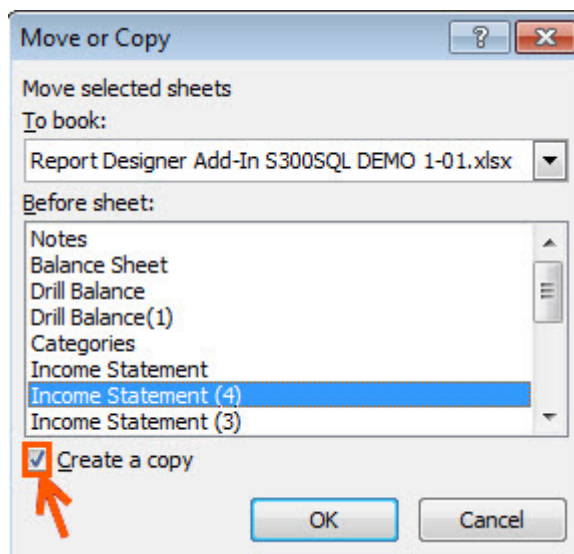 Move or Copy
Move selected sheets
To book:
Report Designer Add-In S300SQL DEMO 1-01.xlsx
Before sheet:
Notes
Balance Sheet
Drill Balance
Drill Balance(1)
Categories
Income Statement
Income Statement (4)
Income Statement (3)
Create a copy
OK Cancel